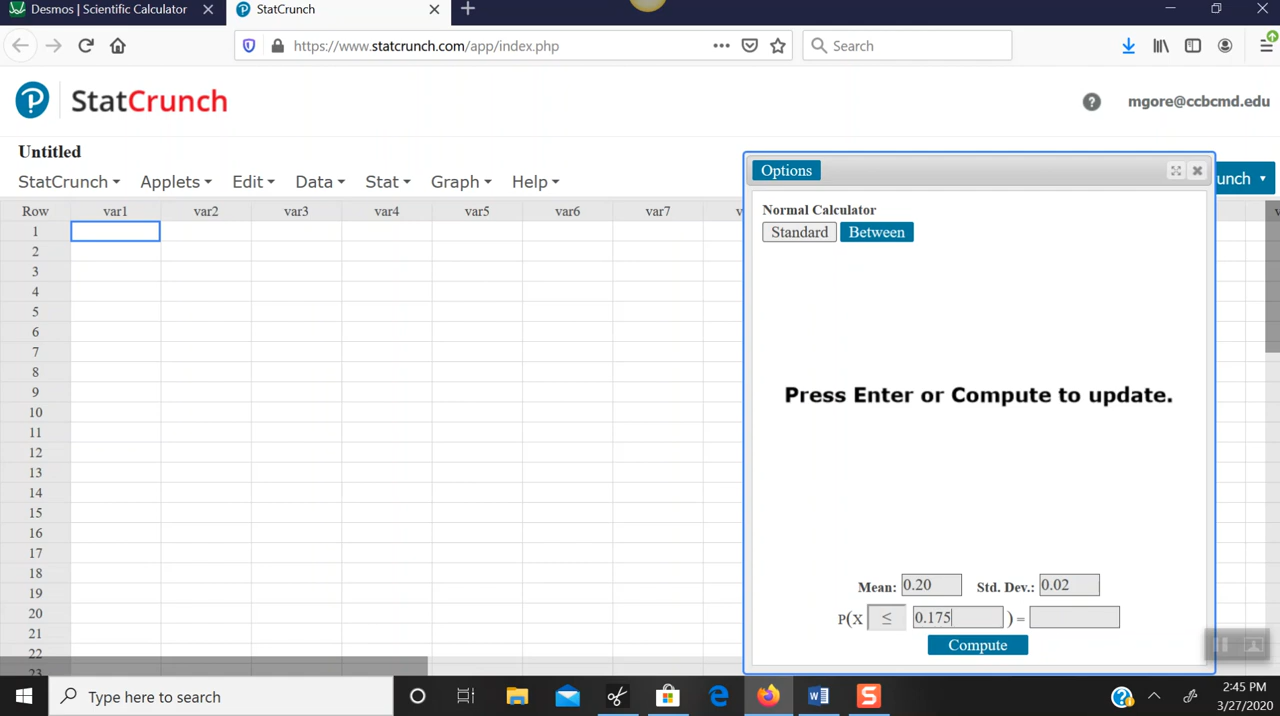 Desmos | Scientific Calculator
StatCrunch
https://www.statcrunch.com/app/index.php
Search
StatCrunch
mgore@ccbcmd.edu
Untitled
StatCrunch Applets Edit Data Stat Graph Help
unch
Row var1 var2 var3 var4 var5 var6 var7
1
2
3
4
5
6
7
8
9
10
11
12
13
14
15
16
17
18
19
20
21
22
23
Options
Normal Calculator
Standard Between
Press Enter or Compute to update.
Mean: 0.20 Std. Dev.: 0.02
P(X ≤ 0.175 ) =
Compute
Type here to search
2:45 PM
3/27/2020